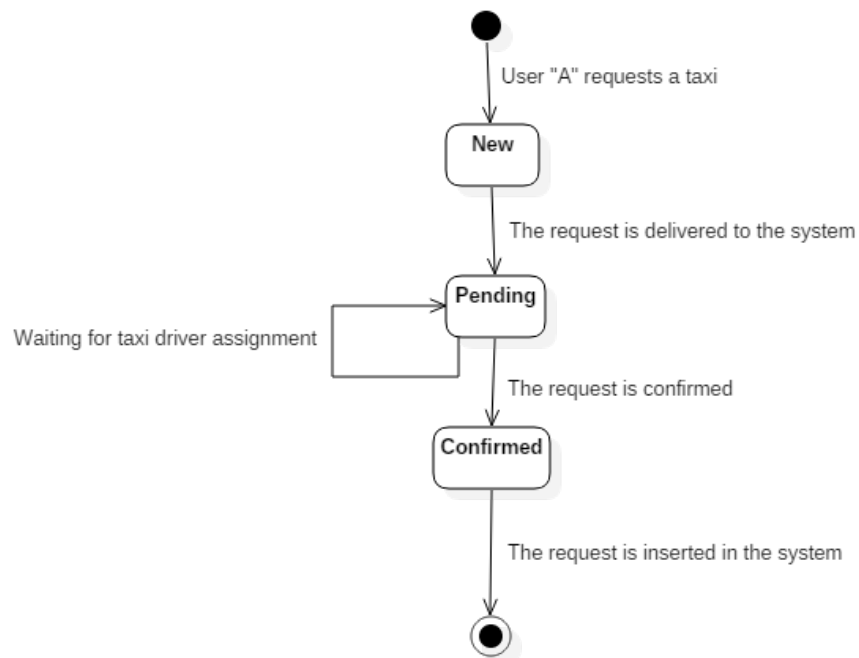 User "A" requests a taxi
New
The request is delivered to the system
Pending
Waiting for taxi driver assignment
The request is confirmed
Confirmed
The request is inserted in the system